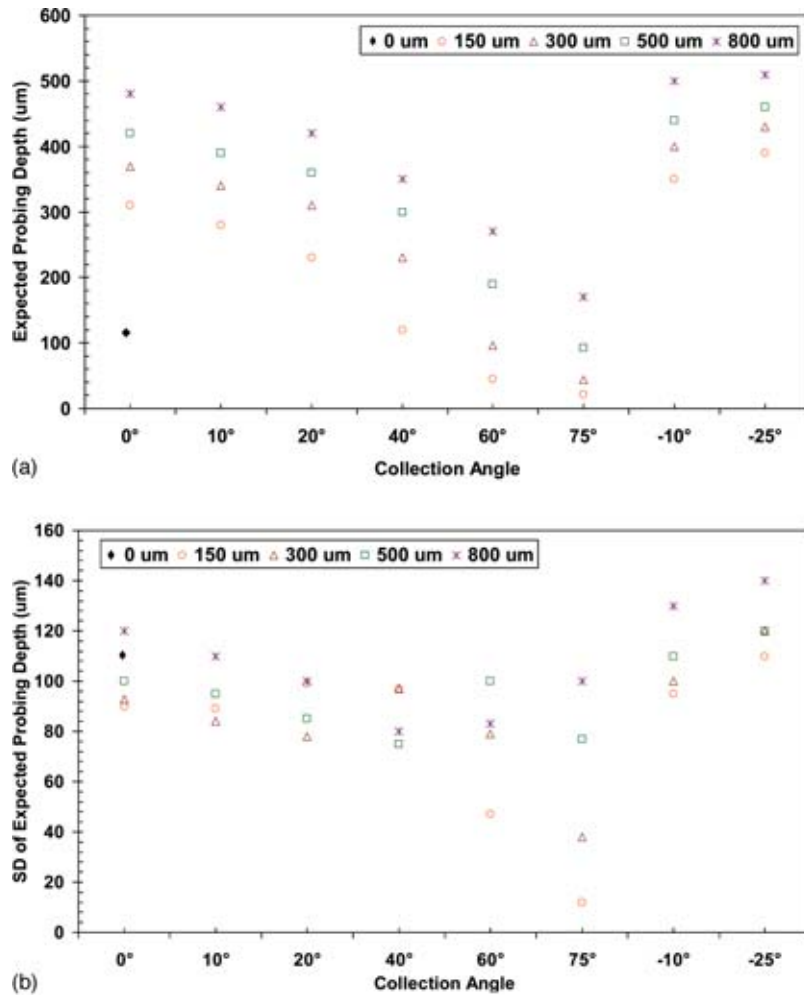 600
500
400
300
200
100
0
Expected Probing Depth (um)
0 um 150 um 300 um 500 um 800 um
0° 10° 20° 40° 60° 75° -10° -25°
Collection Angle
(a)
160
140
120
100
80
60
40
20
0
SD of Expected Probing Depth (um)
0 um 150 um 300 um 500 um 800 um
0° 10° 20° 40° 60° 75° -10° -25°
Collection Angle
(b)